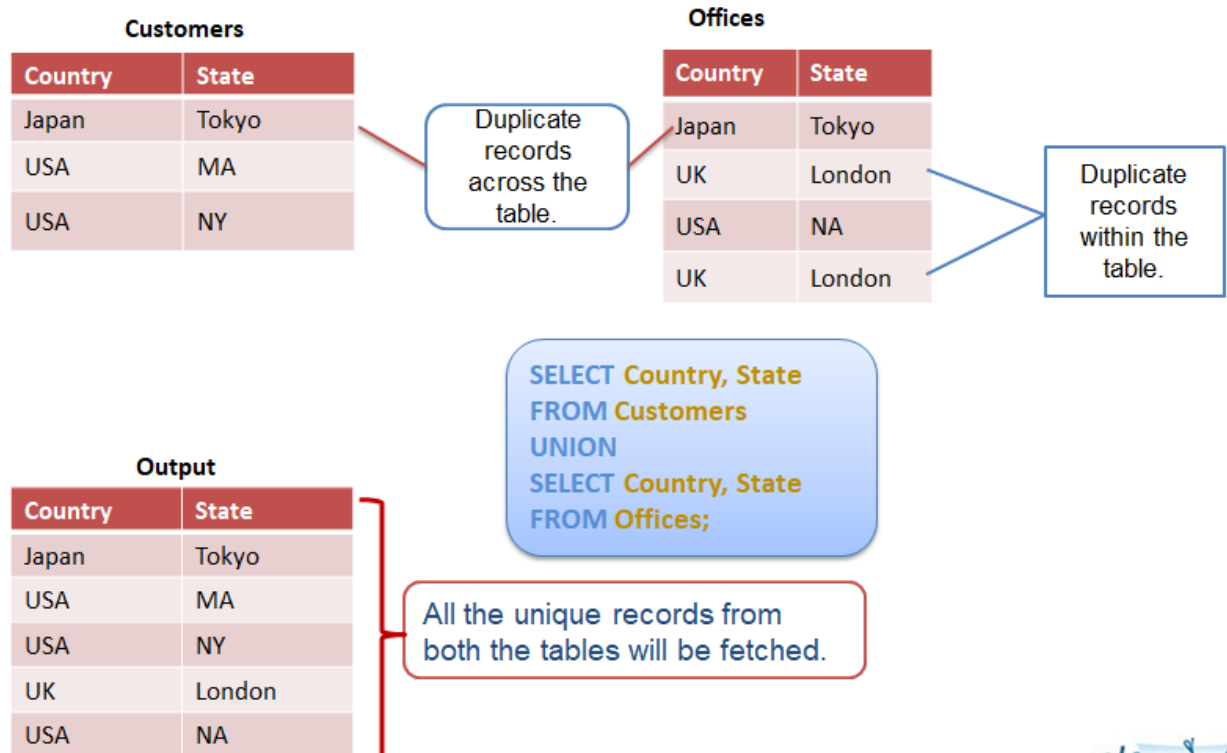 Customers
Country State
Japan Tokyo
USA MA
USA NY
Duplicate
records
across the
table.
Offices
Country State
Japan Tokyo
UK London
USA NA
UK London
Duplicate
records
within the
table.
SELECT Country, State
FROM Customers
UNION
SELECT Country, State
FROM Offices;
Output
Country State
Japan Tokyo
USA MA
USA NY
UK London
USA NA
All the unique records from
both the tables will be fetched.